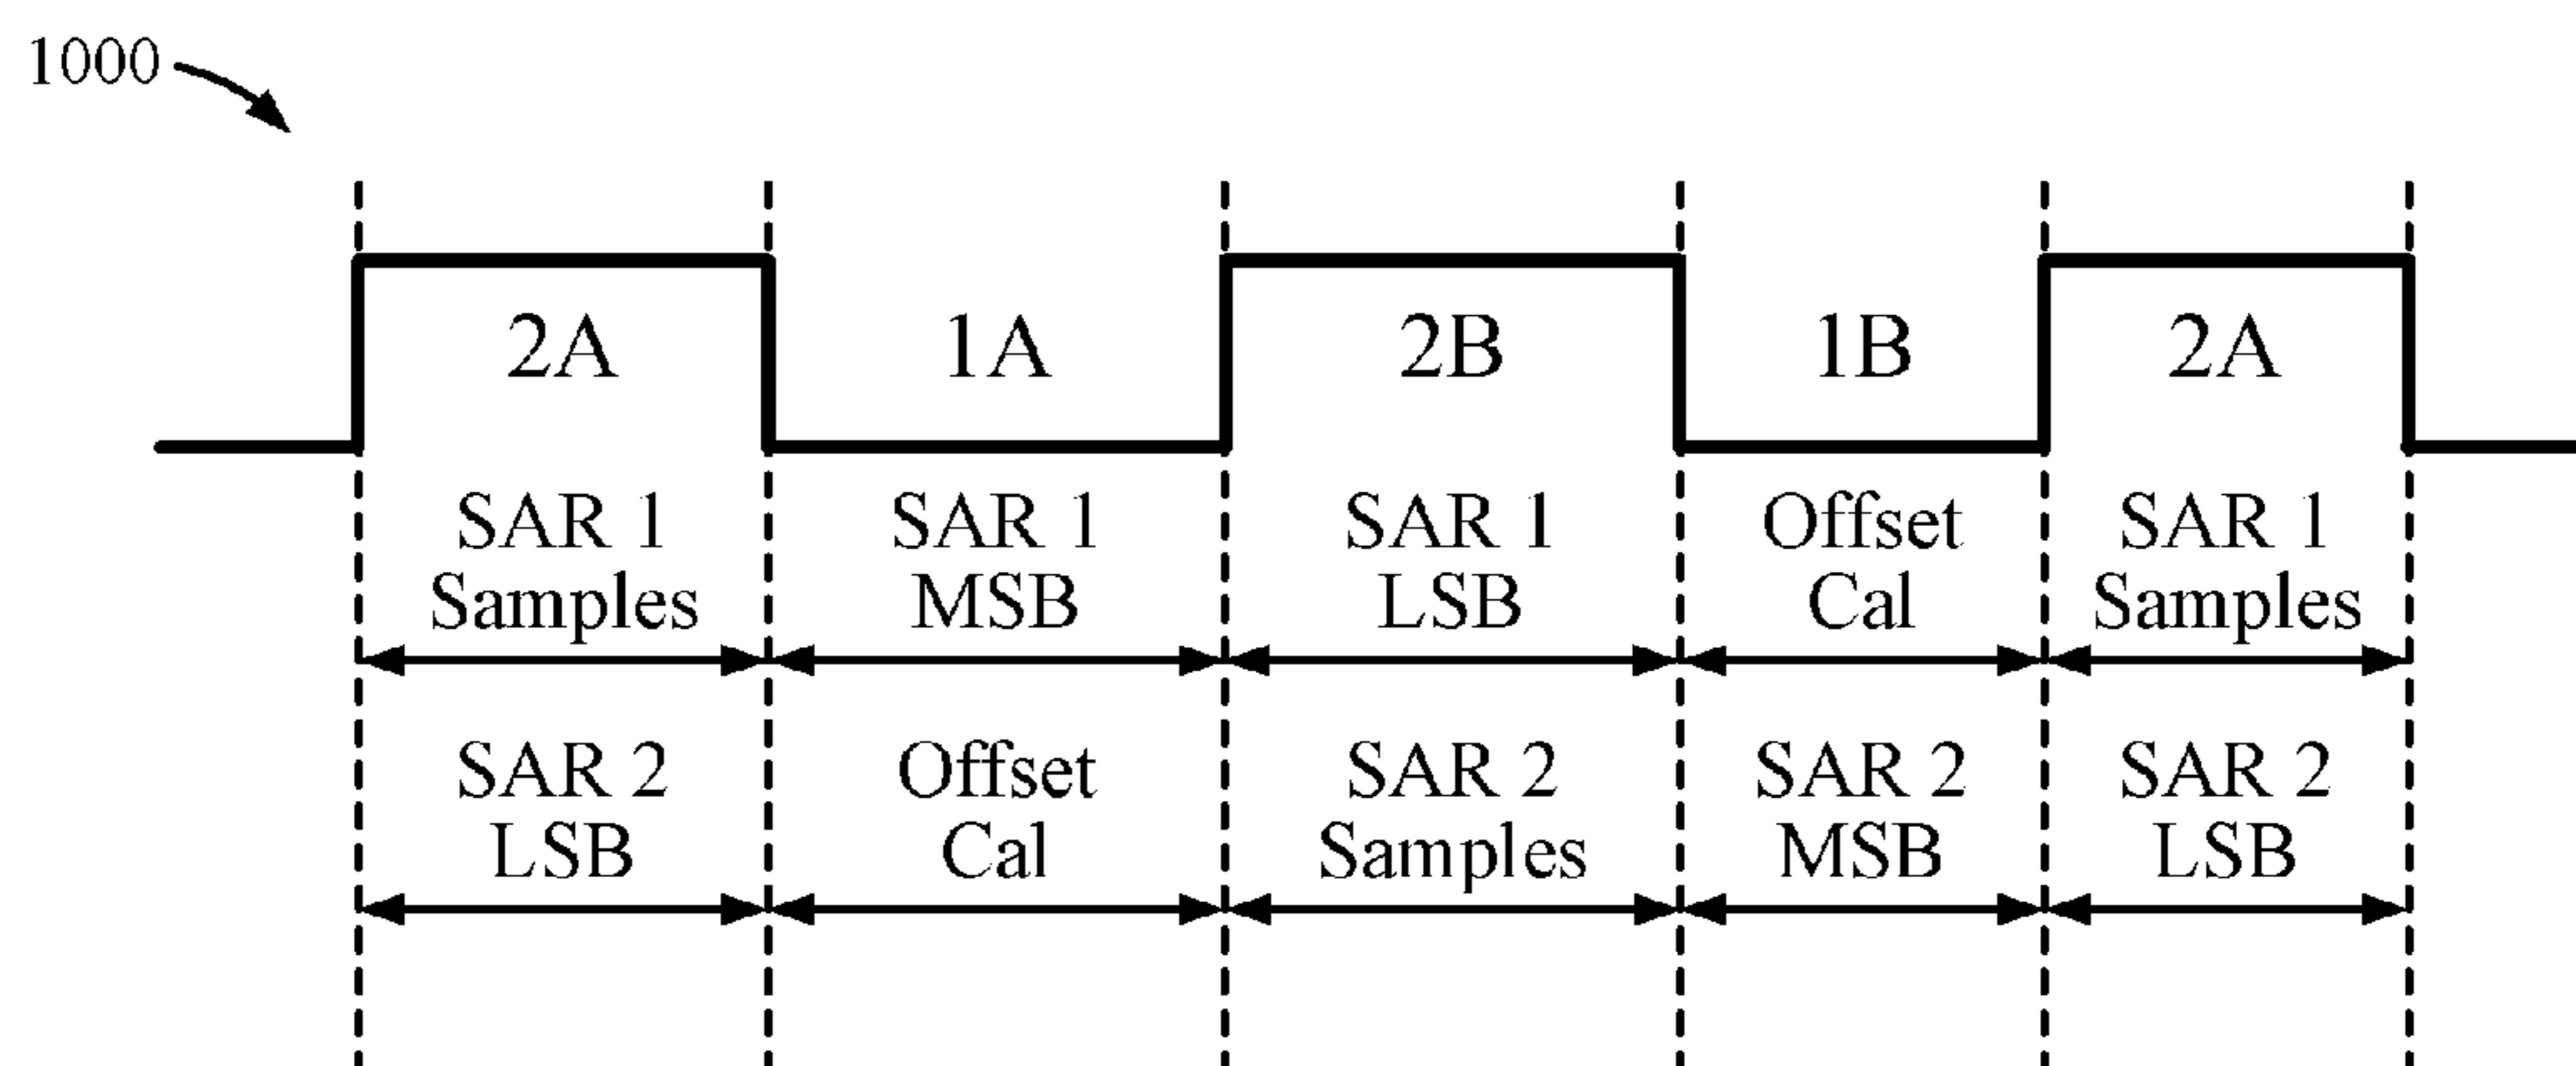 1000
2A 1A 2B 1B 2A
SAR 1 SAR 1 SAR 1 Offset SAR 1
Samples MSB LSB Cal Samples
SAR 2 Offset SAR 2 SAR 2 SAR 2
LSB Cal Samples MSB LSB